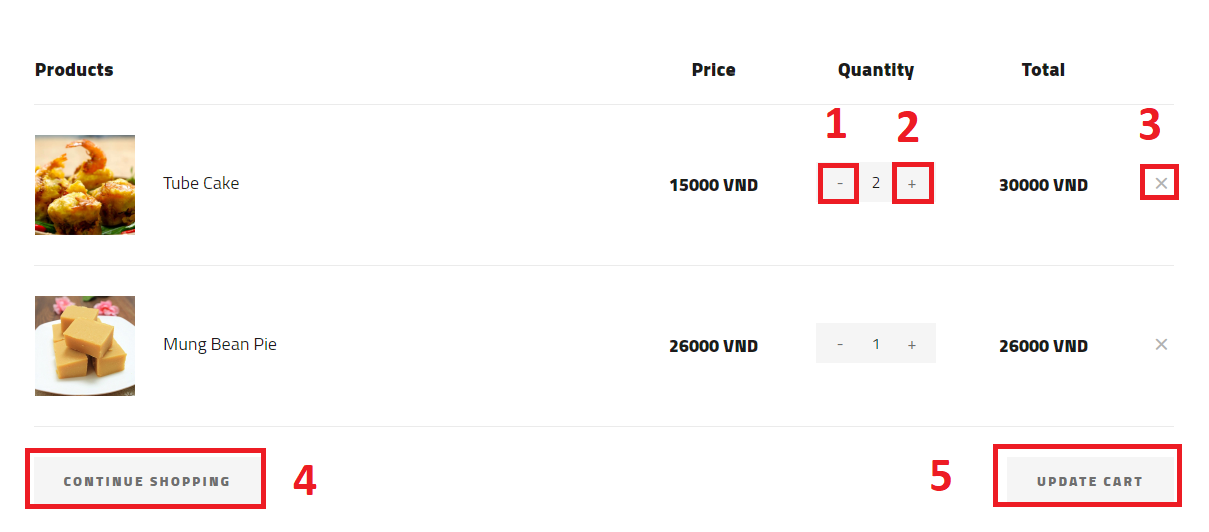 Products Price Quantity Total
1 2 3
Tube Cake 15000 VND - 2 + 30000 VND ×
Mung Bean Pie 26000 VND - 1 + 26000 VND ×
CONTINUE SHOPPING 4 5 UPDATE CART